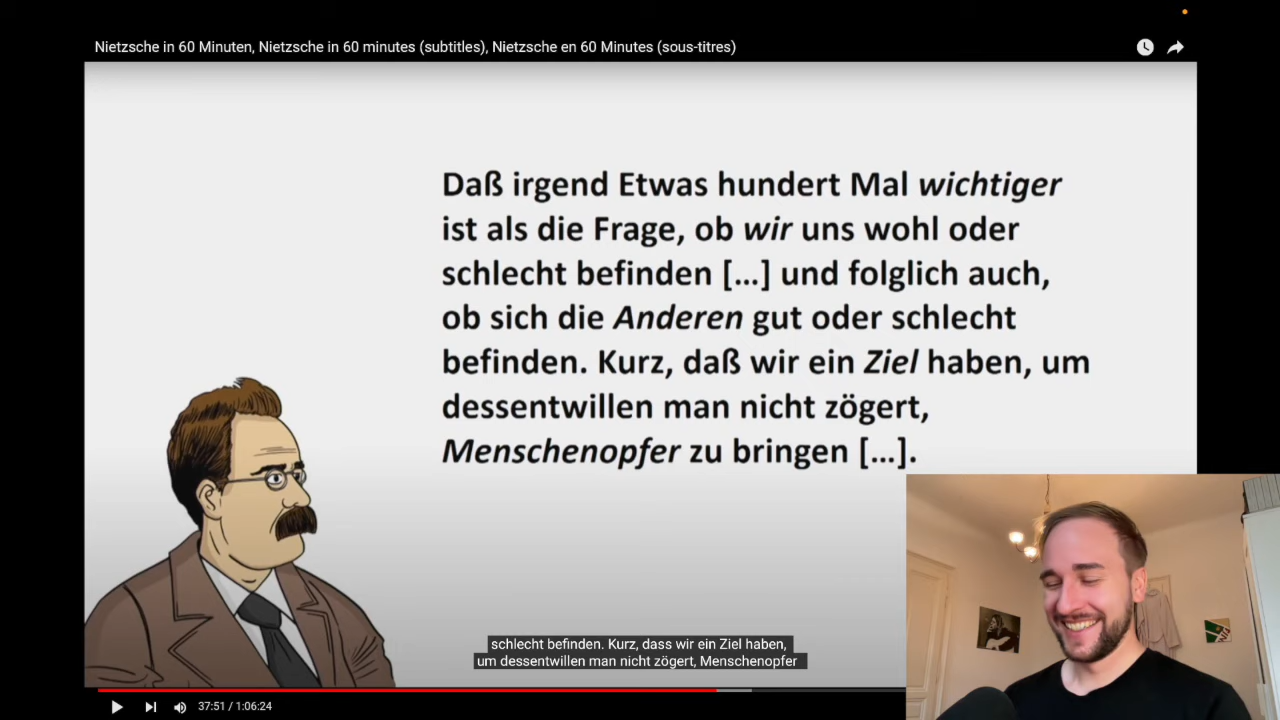 Nietzsche in 60 Minuten, Nietzsche in 60 minutes (subtitles), Nietzsche en 60 Minutes (sous-titres)
Daß irgend Etwas hundert Mal wichtiger
ist als die Frage, ob wir uns wohl oder
schlecht befinden [...] und folglich auch,
ob sich die Anderen gut oder schlecht
befinden. Kurz, daß wir ein Ziel haben, um
dessentwillen man nicht zögert,
Menschenopfer zu bringen [...].
schlecht befinden. Kurz, dass wir ein Ziel haben,
um dessentwillen man nicht zögert, Menschenopfer
37:51 / 1:06:24